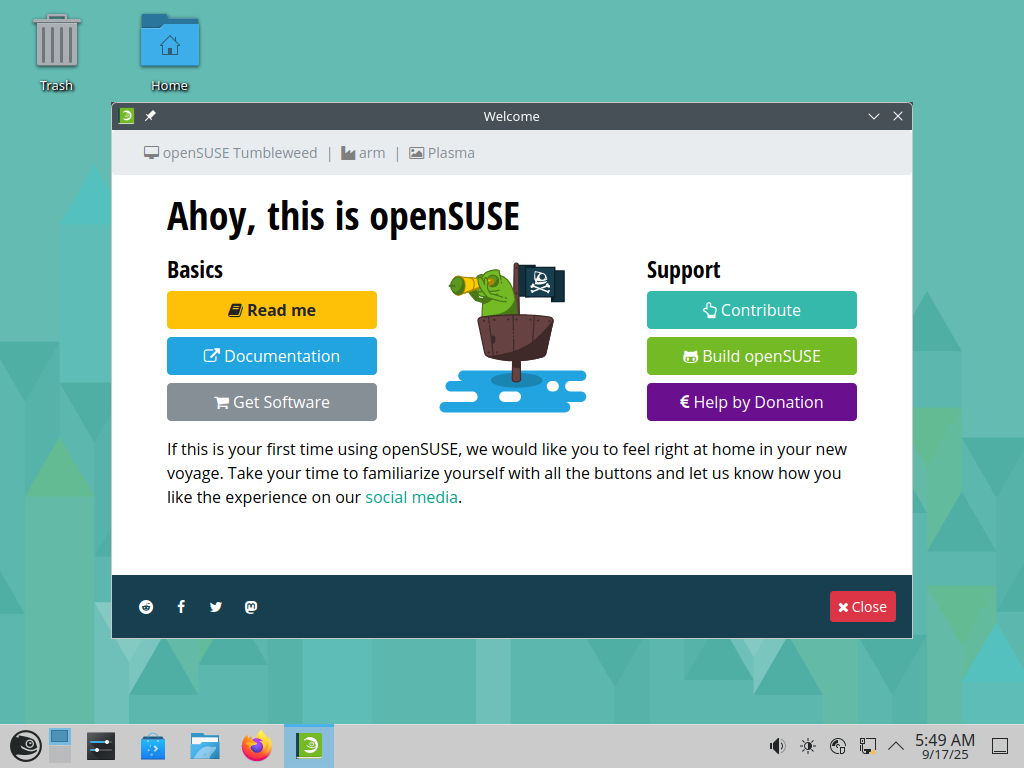 Trash
Home
Welcome
openSUSE Tumbleweed | arm | Plasma
Ahoy, this is openSUSE
Basics
Support
Read me
Contribute
Documentation
Build openSUSE
Get Software
Help by Donation
If this is your first time using openSUSE, we would like you to feel right at home in your new
voyage. Take your time to familiarize yourself with all the buttons and let us know how you
like the experience on our social media.
Close
5:49 AM
9/17/25